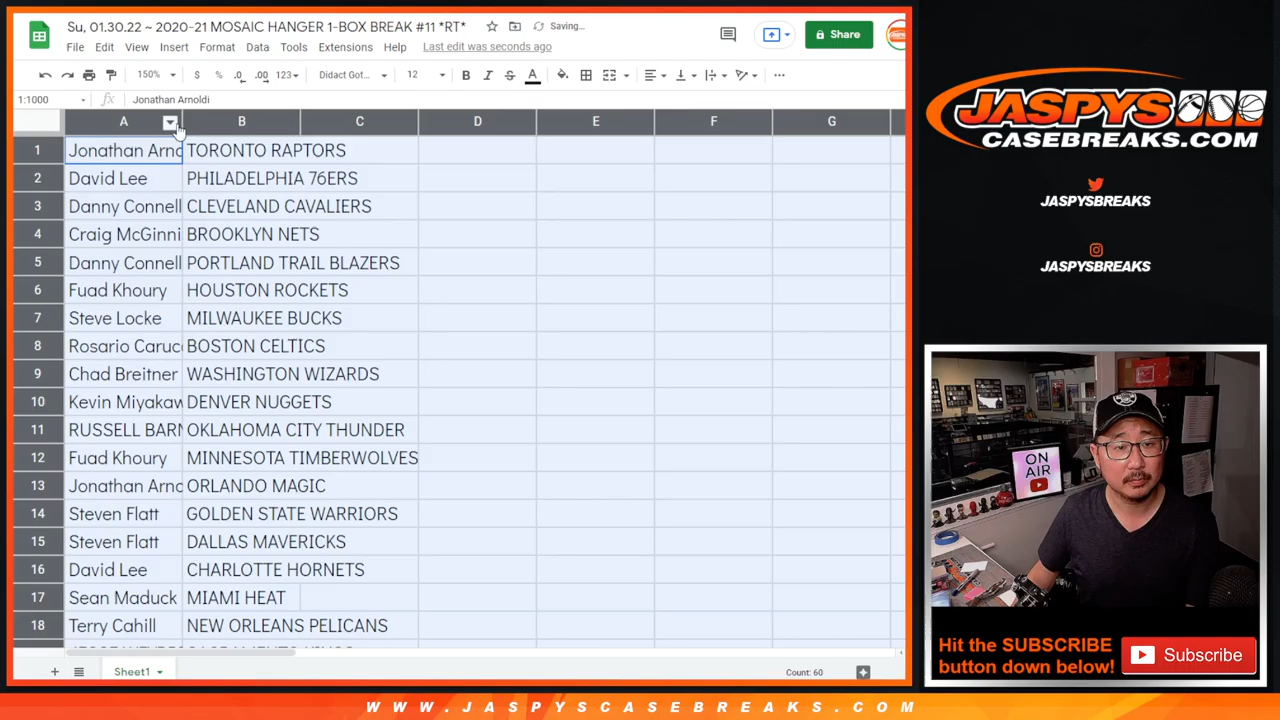 Su, 01.30.22 ~ 2020-21 MOSAIC HANGER 1-BOX BREAK #11 *RT*
Saving...
File Edit View Insert Format Data Tools Extensions Help Last edit was seconds ago
Share
150% $ % .0 .00 123 Didact Got... 12 B I S A
1:1000 fx Jonathan Arnoldi
A B C D E F G
1 Jonathan Arno TORONTO RAPTORS
2 David Lee PHILADELPHIA 76ERS
3 Danny Connell CLEVELAND CAVALIERS
4 Craig McGinni BROOKLYN NETS
5 Danny Connell PORTLAND TRAIL BLAZERS
6 Fuad Khoury HOUSTON ROCKETS
7 Steve Locke MILWAUKEE BUCKS
8 Rosario Caruc BOSTON CELTICS
9 Chad Breitner WASHINGTON WIZARDS
10 Kevin Miyakaw DENVER NUGGETS
11 RUSSELL BARN OKLAHOMA CITY THUNDER
12 Fuad Khoury MINNESOTA TIMBERWOLVES
13 Jonathan Arno ORLANDO MAGIC
14 Steven Flatt GOLDEN STATE WARRIORS
15 Steven Flatt DALLAS MAVERICKS
16 David Lee CHARLOTTE HORNETS
17 Sean Maduck MIAMI HEAT
18 Terry Cahill NEW ORLEANS PELICANS
Sheet1
Count: 60
JASPYS
CASEBREAKS.COM
JASPYSBREAKS
JASPYSBREAKS
ON AIR
Hit the SUBSCRIBE
button down below!
Subscribe
WWW.JASPYSCASEBREAKS.COM